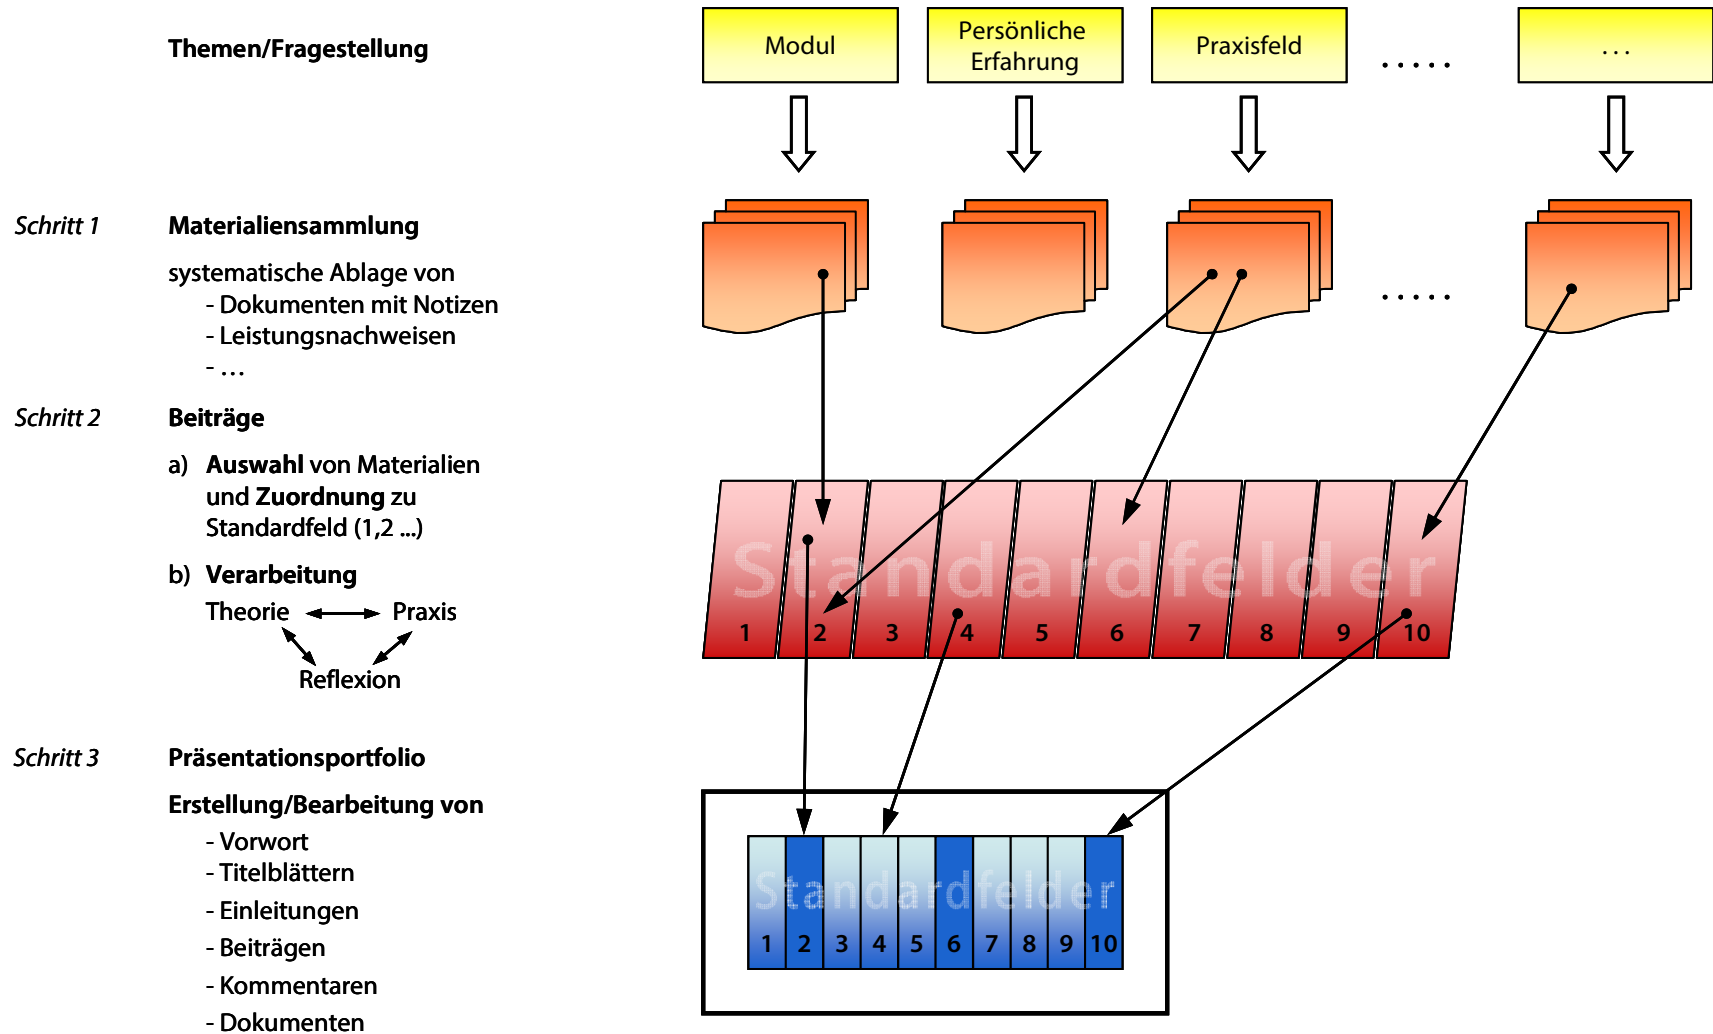 Themen/Fragestellung
Modul
Persönliche
Erfahrung
Praxisfeld
.....
...
Schritt 1
Materialiensammlung
systematische Ablage von
- Dokumenten mit Notizen
- Leistungsnachweisen
- ...
.....
Schritt 2
Beiträge
a) Auswahl von Materialien
und Zuordnung zu
Standardfeld (1,2 ...)
b) Verarbeitung
Theorie Praxis
Reflexion
Standardfelder
1 2 3 4 5 6 7 8 9 10
Schritt 3
Präsentationsportfolio
Erstellung/Bearbeitung von
- Vorwort
- Titelblättern
- Einleitungen
- Beiträgen
- Kommentaren
- Dokumenten
Standardfelder
1 2 3 4 5 6 7 8 9 10